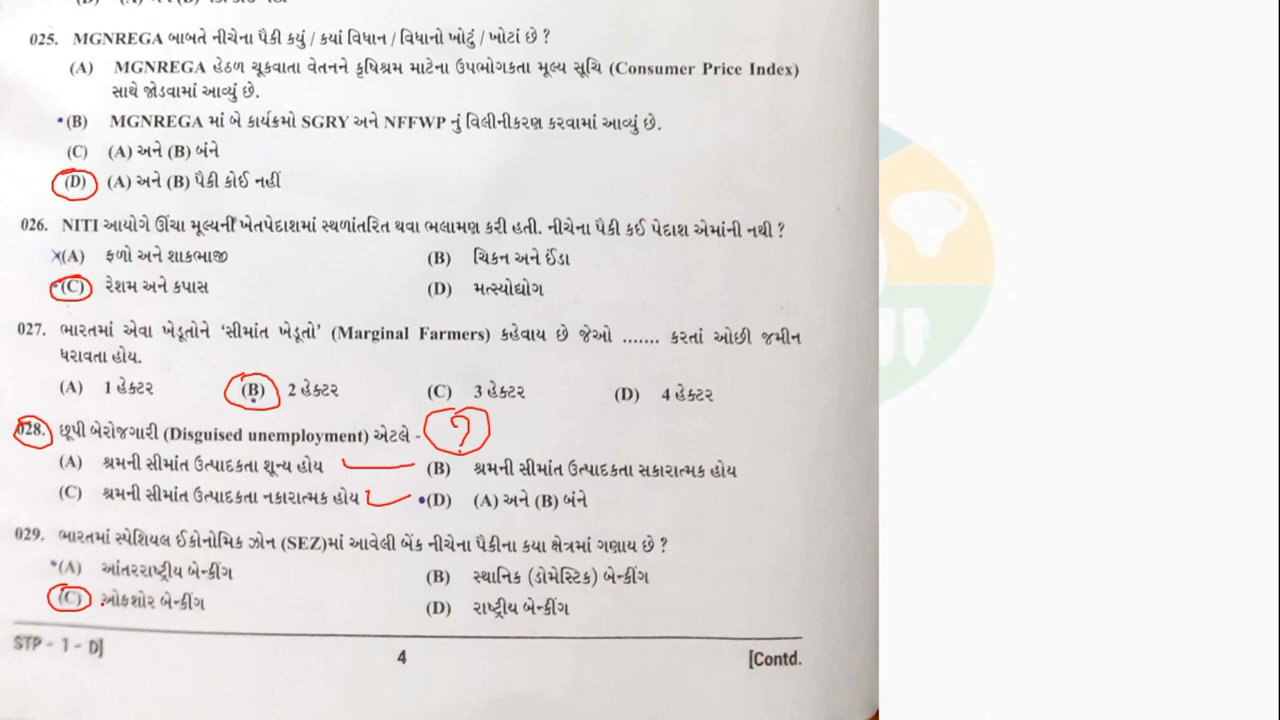 025. MGNREGA બાબતે નીચેના પૈકી કયું / કયાં વિધાન / વિધાનો ખોટું / ખોટાં છે ?
(A) MGNREGA હેઠળ ચૂકવાતા વેતનને કૃષિશ્રમ માટેના ઉપભોગકતા મૂલ્ય સૂચિ (Consumer Price Index)
સાથે જોડવામાં આવ્યું છે.
(B) MGNREGA માં બે કાર્યક્રમો SGRY અને NFFWP નું વિલીનીકરણ કરવામાં આવ્યું છે.
(C) (A) અને (B) બંને
(D) (A) અને (B) પૈકી કોઈ નહીં
026. NITI આયોગે ઊંચા મૂલ્યની ખેતપેદાશમાં સ્થળાંતરિત થવા ભલામણ કરી હતી. નીચેના પૈકી કઈ પેદાશ એમાંની નથી ?
(A) ફળો અને શાકભાજી (B) ચિકન અને ઈંડા
(C) રેશમ અને કપાસ (D) મત્સ્યોદ્યોગ
027. ભારતમાં એવા ખેડૂતોને ‘સીમાંત ખેડૂતો’ (Marginal Farmers) કહેવાય છે જેઓ ....... કરતાં ઓછી જમીન
ધરાવતા હોય.
(A) 1 હેક્ટર (B) 2 હેક્ટર (C) 3 હેક્ટર (D) 4 હેક્ટર
028. છૂપી બેરોજગારી (Disguised unemployment) એટલે - ?
(A) શ્રમની સીમાંત ઉત્પાદકતા શૂન્ય હોય (B) શ્રમની સીમાંત ઉત્પાદકતા સકારાત્મક હોય
(C) શ્રમની સીમાંત ઉત્પાદકતા નકારાત્મક હોય (D) (A) અને (B) બંને
029. ભારતમાં સ્પેશિયલ ઈકોનોમિક ઝોન (SEZ)માં આવેલી બેંક નીચેના પૈકીના કયા ક્ષેત્રમાં ગણાય છે ?
(A) આંતરરાષ્ટ્રીય બેન્કીંગ (B) સ્થાનિક (ડોમેસ્ટિક) બેન્કીંગ
(C) ઓફશોર બેન્કીંગ (D) રાષ્ટ્રીય બેન્કીંગ
STP - 1 - D] 4 [Contd.